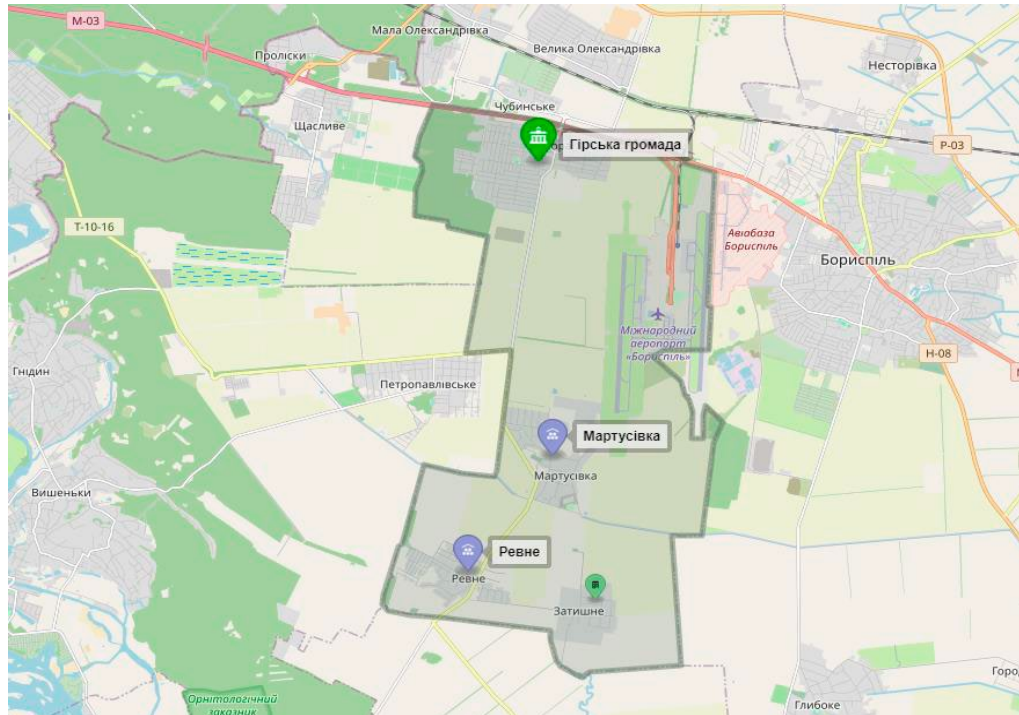 М-03
Мала Олександрівка
Проліски
Велика Олександрівка
Несторівка
Чубинське
Щасливе
Гірська громада
Р-03
Т-10-16
Авіабаза
Бориспіль
Бориспіль
Міжнародний
аеропорт
«Бориспіль»
Н-08
Гнідин
Петропавлівське
Мартусівка
Мартусівка
Вишеньки
Ревне
Ревне
Затишне
Орнітологічний
заказник
Глибоке